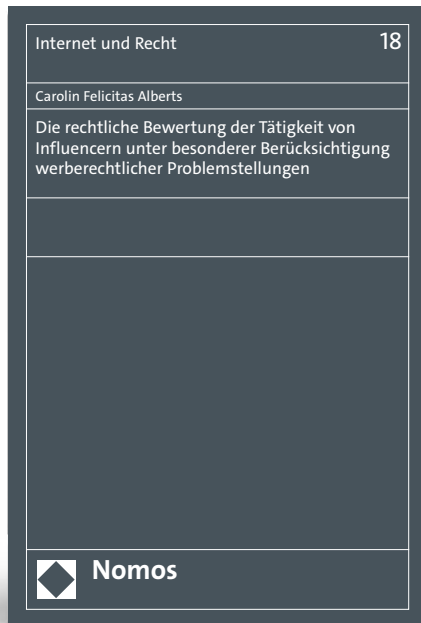 Internet und Recht 18
Carolin Felicitas Alberts
Die rechtliche Bewertung der Tätigkeit von
Influencern unter besonderer Berücksichtigung
werberechtlicher Problemstellungen
Nomos